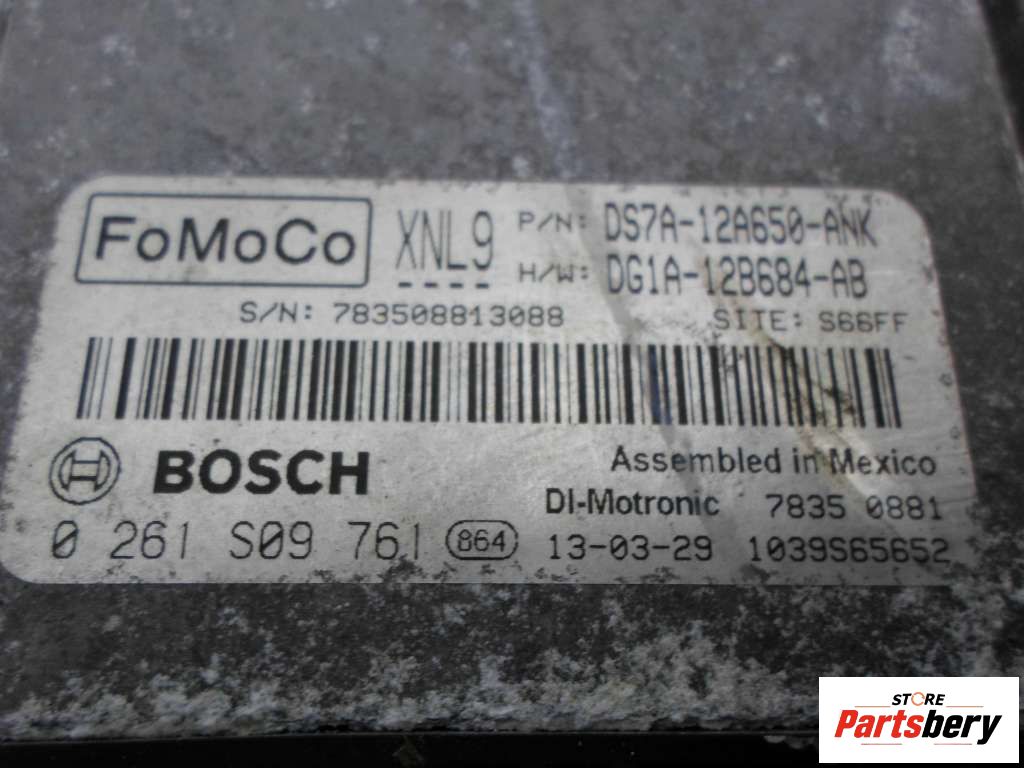 FoMoCo XNL9 P/N: DS7A-12A650-ANK
H/W: DG1A-12B684-AB
S/N: 783508813088 SITE: S66FF
BOSCH Assembled in Mexico
DI-Motronic 7835 0881
0 261 S09 761 864 13-03-29 1039S65652
STORE
Partsbery